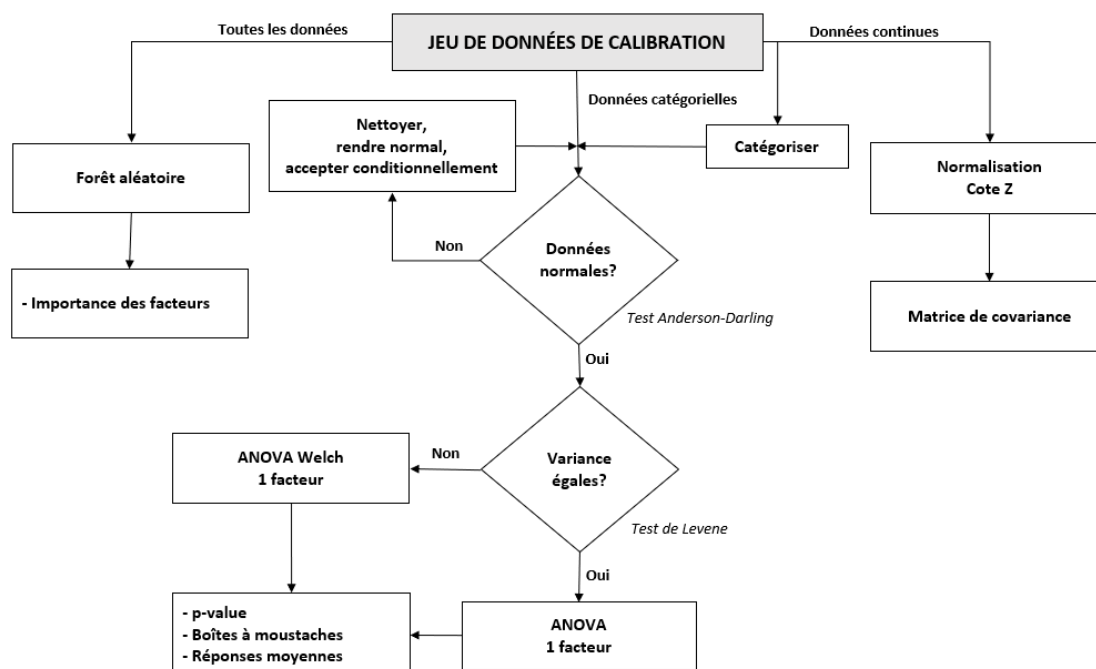 Toutes les données
JEU DE DONNÉES DE CALIBRATION
Données continues
Données catégorielles
Nettoyer,
rendre normal,
accepter conditionnellement
Catégoriser
Forêt aléatoire
Normalisation
Cote Z
Non
Données
normales?
- Importance des facteurs
Test Anderson-Darling
Matrice de covariance
Oui
ANOVA Welch
1 facteur
Non
Variance
égales?
Test de Levene
Oui
- p-value
- Boîtes à moustaches
- Réponses moyennes
ANOVA
1 facteur